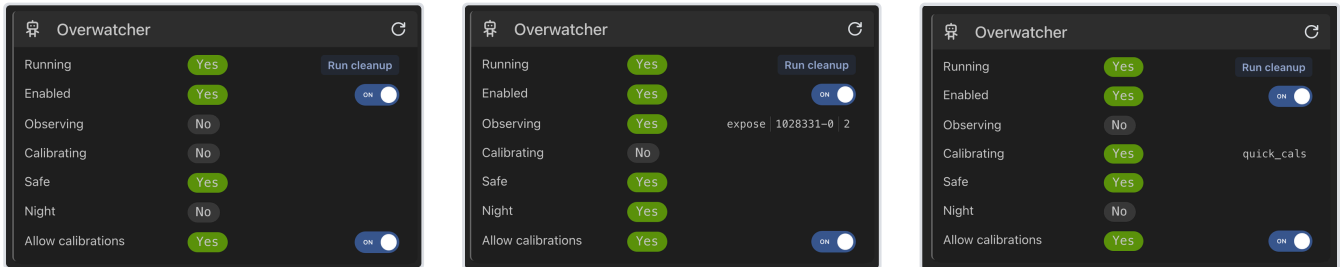 Overwatcher
Running Yes Run cleanup
Enabled Yes ON
Observing No
Calibrating No
Safe Yes
Night No
Allow calibrations Yes ON
Overwatcher
Running Yes Run cleanup
Enabled Yes ON
Observing Yes expose 1028331-0 2
Calibrating No
Safe Yes
Night Yes
Allow calibrations Yes ON
Overwatcher
Running Yes Run cleanup
Enabled Yes ON
Observing No
Calibrating Yes quick_cals
Safe Yes
Night No
Allow calibrations Yes ON